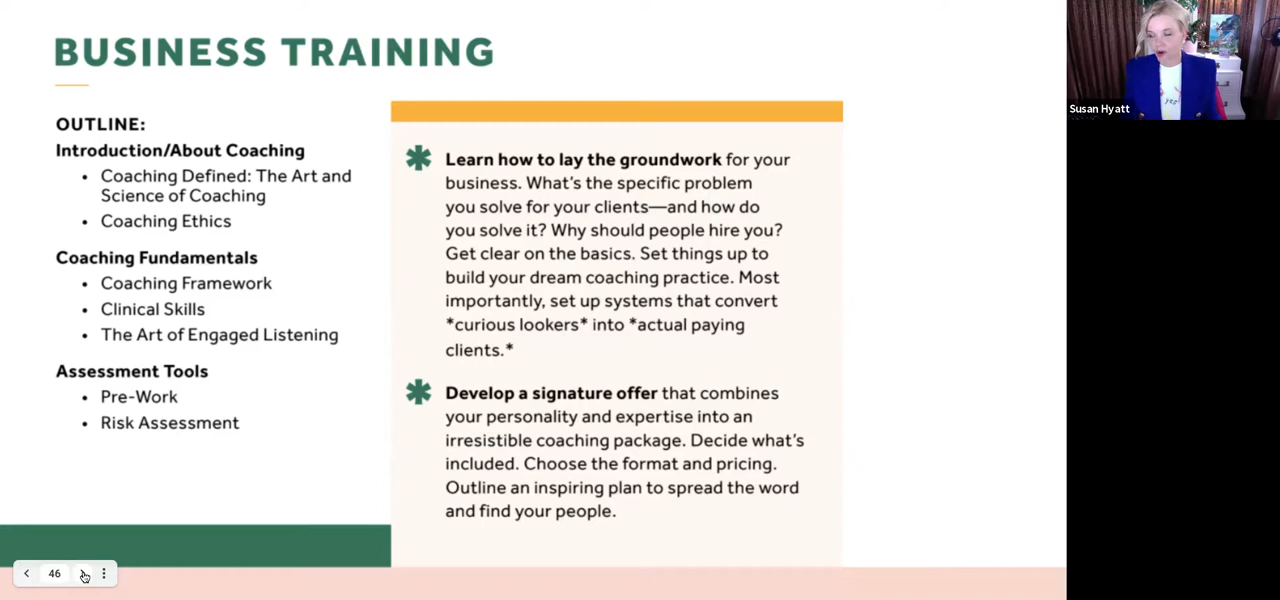 BUSINESS TRAINING
OUTLINE:
Introduction/About Coaching
• Coaching Defined: The Art and
Science of Coaching
• Coaching Ethics
Coaching Fundamentals
• Coaching Framework
• Clinical Skills
• The Art of Engaged Listening
Assessment Tools
• Pre-Work
• Risk Assessment
Learn how to lay the groundwork for your
business. What's the specific problem
you solve for your clients—and how do
you solve it? Why should people hire you?
Get clear on the basics. Set things up to
build your dream coaching practice. Most
importantly, set up systems that convert
*curious lookers* into *actual paying
clients.*
Develop a signature offer that combines
your personality and expertise into an
irresistible coaching package. Decide what's
included. Choose the format and pricing.
Outline an inspiring plan to spread the word
and find your people.
46
Susan Hyatt